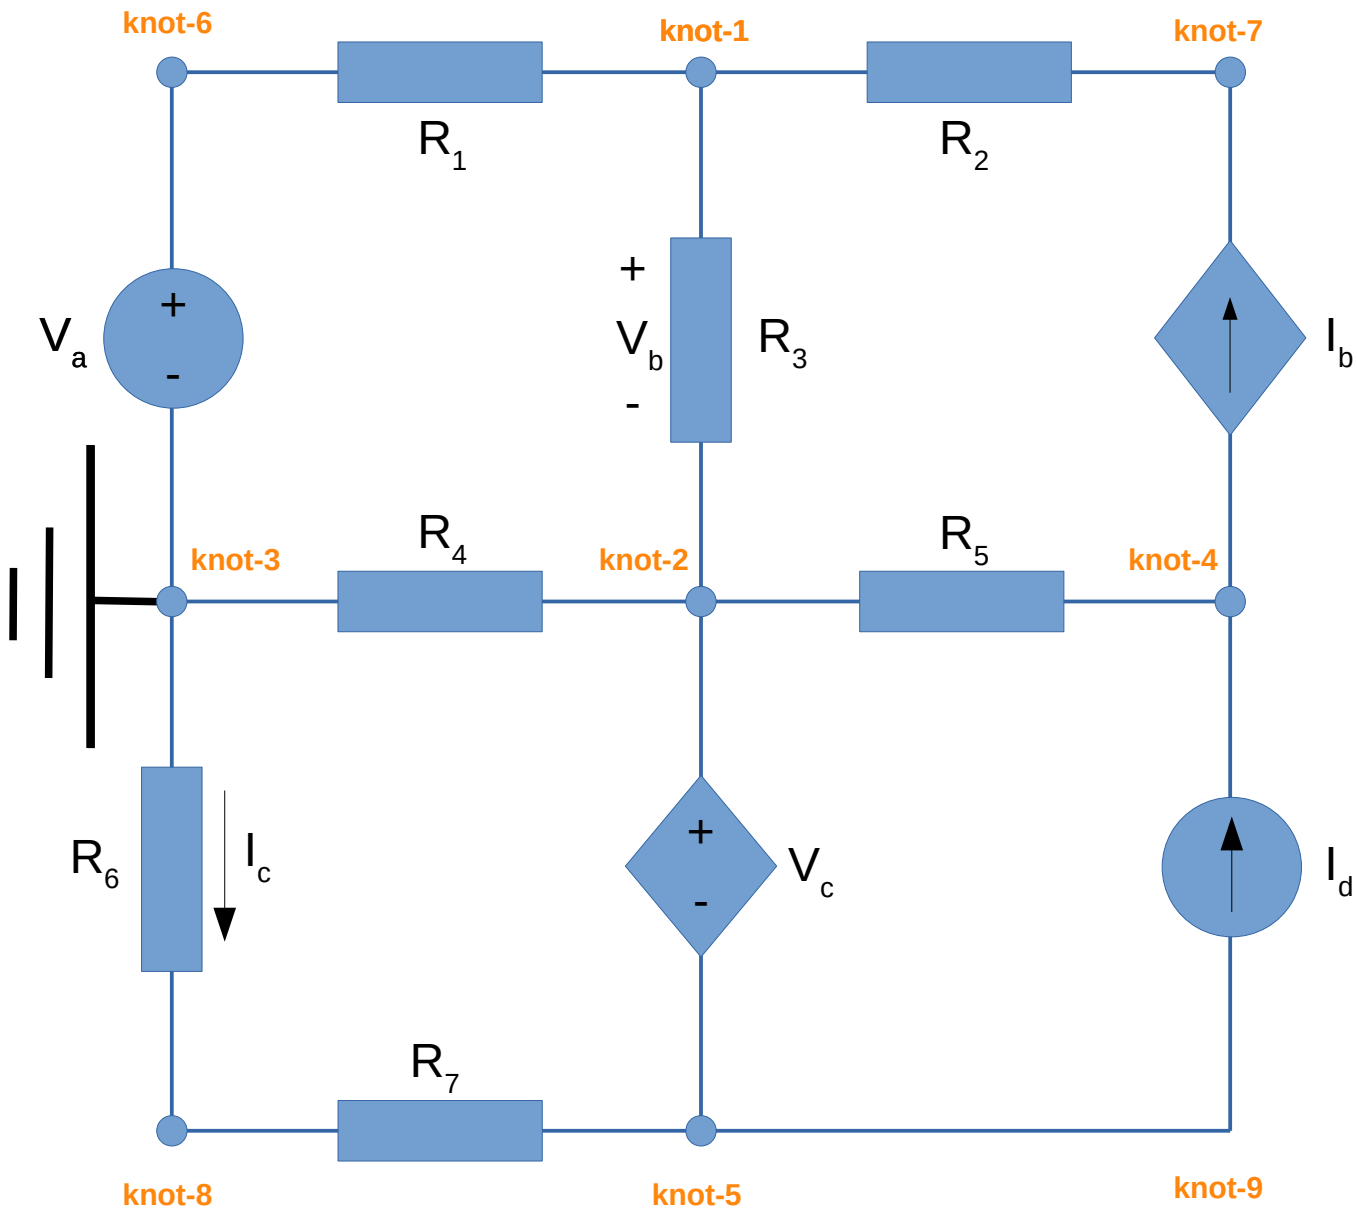 knot-6
knot-1
knot-7
R1
R2
+
Vb
-
R3
Va
+
-
Ib
R4
R5
knot-3
knot-2
knot-4
R6
Ic
+
-
Vc
Id
R7
knot-8
knot-5
knot-9